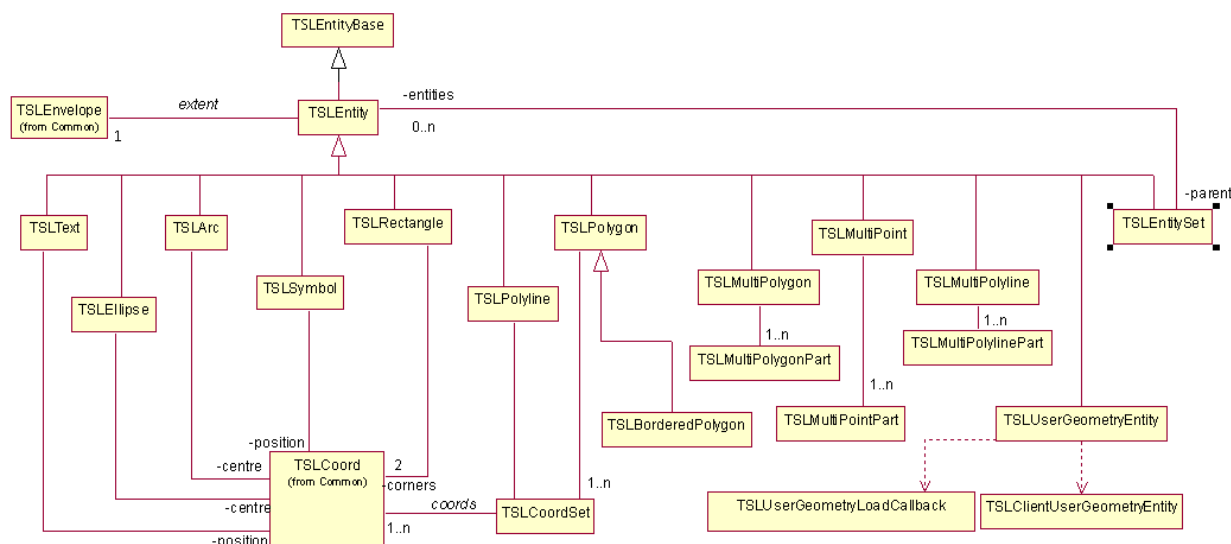 TSLEntityBase
TSLEnvelope
(from Common)
extent
1
TSLEntity
-entities
0..n
-parent
TSLText
TSLEllipse
TSLArc
TSLSymbol
TSLRectangle
TSLPolyline
TSLPolygon
TSLMultiPolygon
1..n
TSLMultiPolygonPart
TSLMultiPoint
TSLMultiPolyline
1..n
TSLMultiPolylinePart
TSLEntitySet
1..n
TSLMultiPointPart
TSLBorderedPolygon
TSLUserGeometryEntity
-position
-centre
-centre
-position
TSLCoord
(from Common)
2
-corners
1..n
coords
1..n
TSLCoordSet
TSLUserGeometryLoadCallback
TSLClientUserGeometryEntity